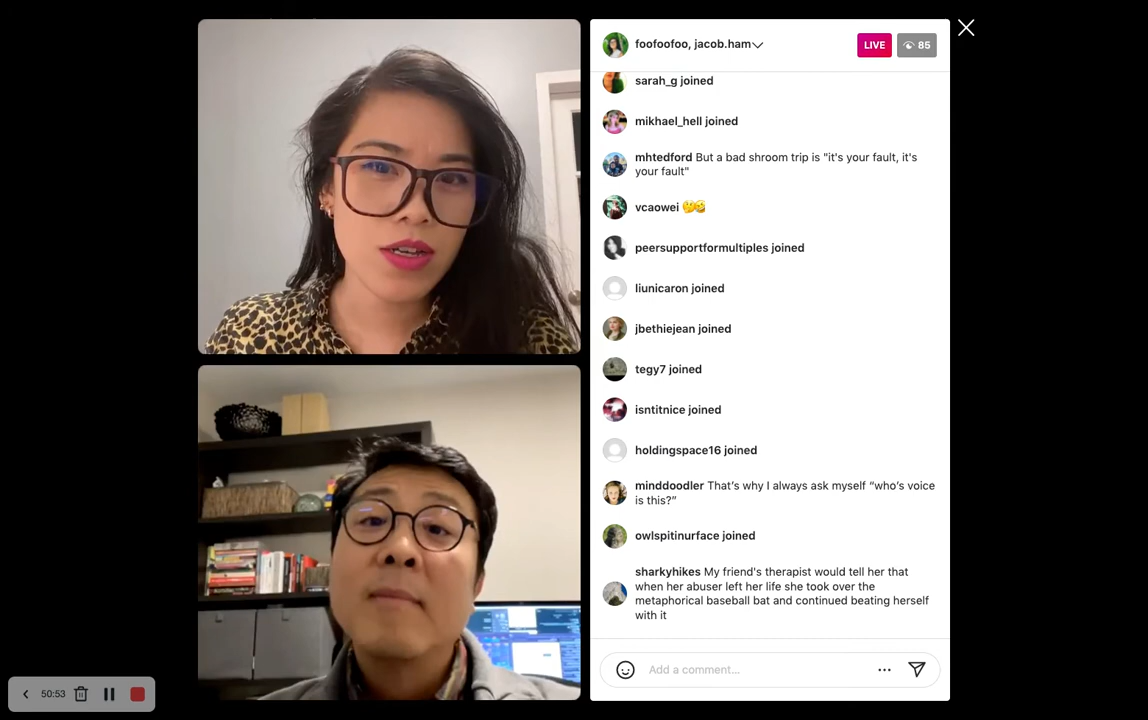 foofoofoo, jacob.ham
LIVE
85
sarah_g joined
mikhael_hell joined
mhtedford But a bad shroom trip is "it's your fault, it's
your fault"
vcaowei 🤔🤣
peersupportformultiples joined
liunicaron joined
jbethiejean joined
tegy7 joined
isntitnice joined
holdingspace16 joined
minddoodler That's why I always ask myself “who's voice
is this?”
owlspitinurface joined
sharkyhikes My friend's therapist would tell her that
when her abuser left her life she took over the
metaphorical baseball bat and continued beating herself
with it
Add a comment...
50:53